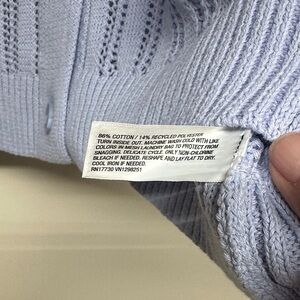 86% COTTON / 14% RECYCLED POLYESTER
TURN INSIDE OUT. MACHINE WASH COLD WITH LIKE
COLORS IN MESH LAUNDRY BAG TO PROTECT FROM
SNAGGING. DELICATE CYCLE. ONLY NON-CHLORINE
BLEACH IF NEEDED. RESHAPE AND LAY FLAT TO DRY.
COOL IRON IF NEEDED.
RN17730 VN1298251